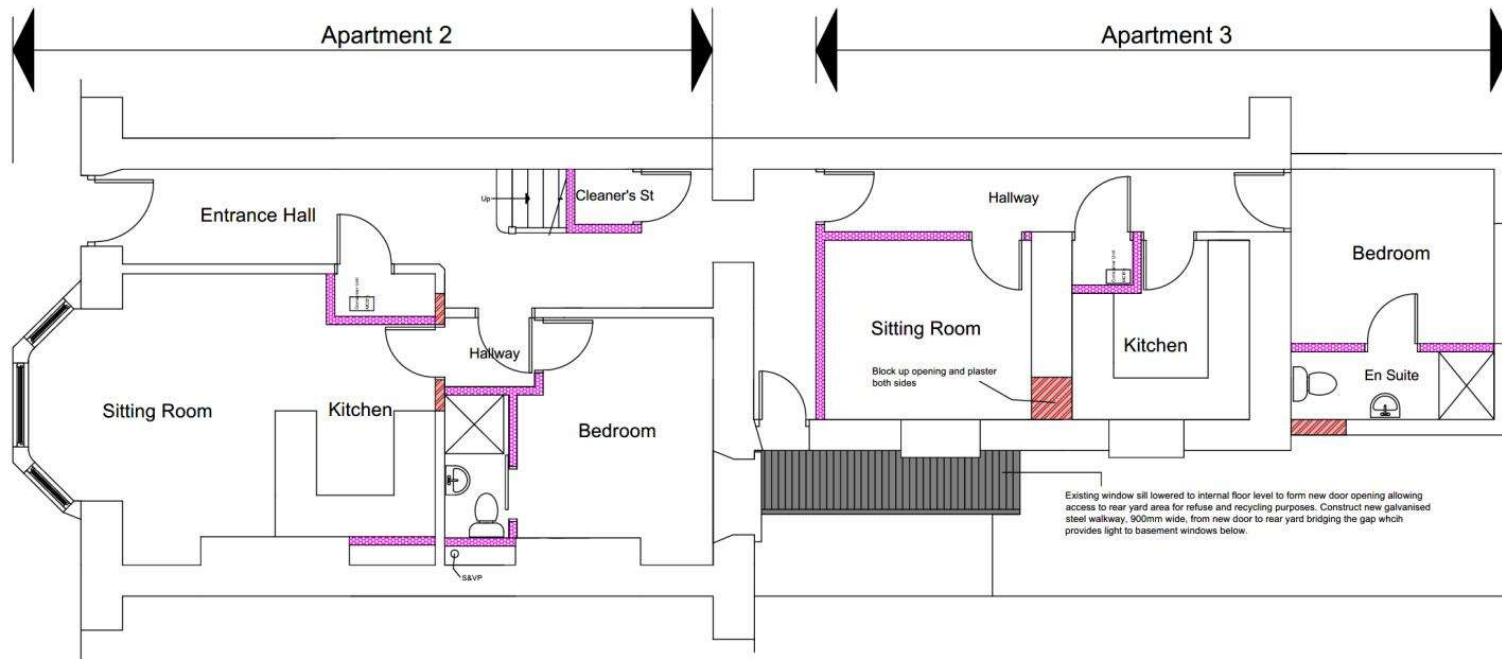 Apartment 2
Apartment 3
Entrance Hall
Up
Cleaner's St
Hallway
Bedroom
Hallway
Sitting Room
Kitchen
Bedroom
Sitting Room
Kitchen
Block up opening and plaster
both sides
En Suite
S&VP
Existing window sill lowered to internal floor level to form new door opening allowing
access to rear yard area for refuse and recycling purposes. Construct new galvanised
steel walkway, 900mm wide, from new door to rear yard bridging the gap whcih
provides light to basement windows below.